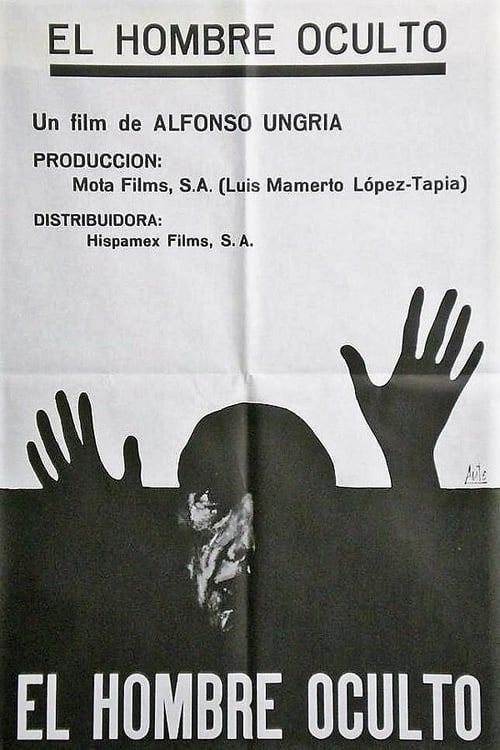 EL HOMBRE OCULTO
Un film de ALFONSO UNGRIA
PRODUCCION:
Mota Films, S.A. (Luis Mamerto López-Tapia)
DISTRIBUIDORA:
Hispamex Films, S. A.
Aute
EL HOMBRE OCULTO